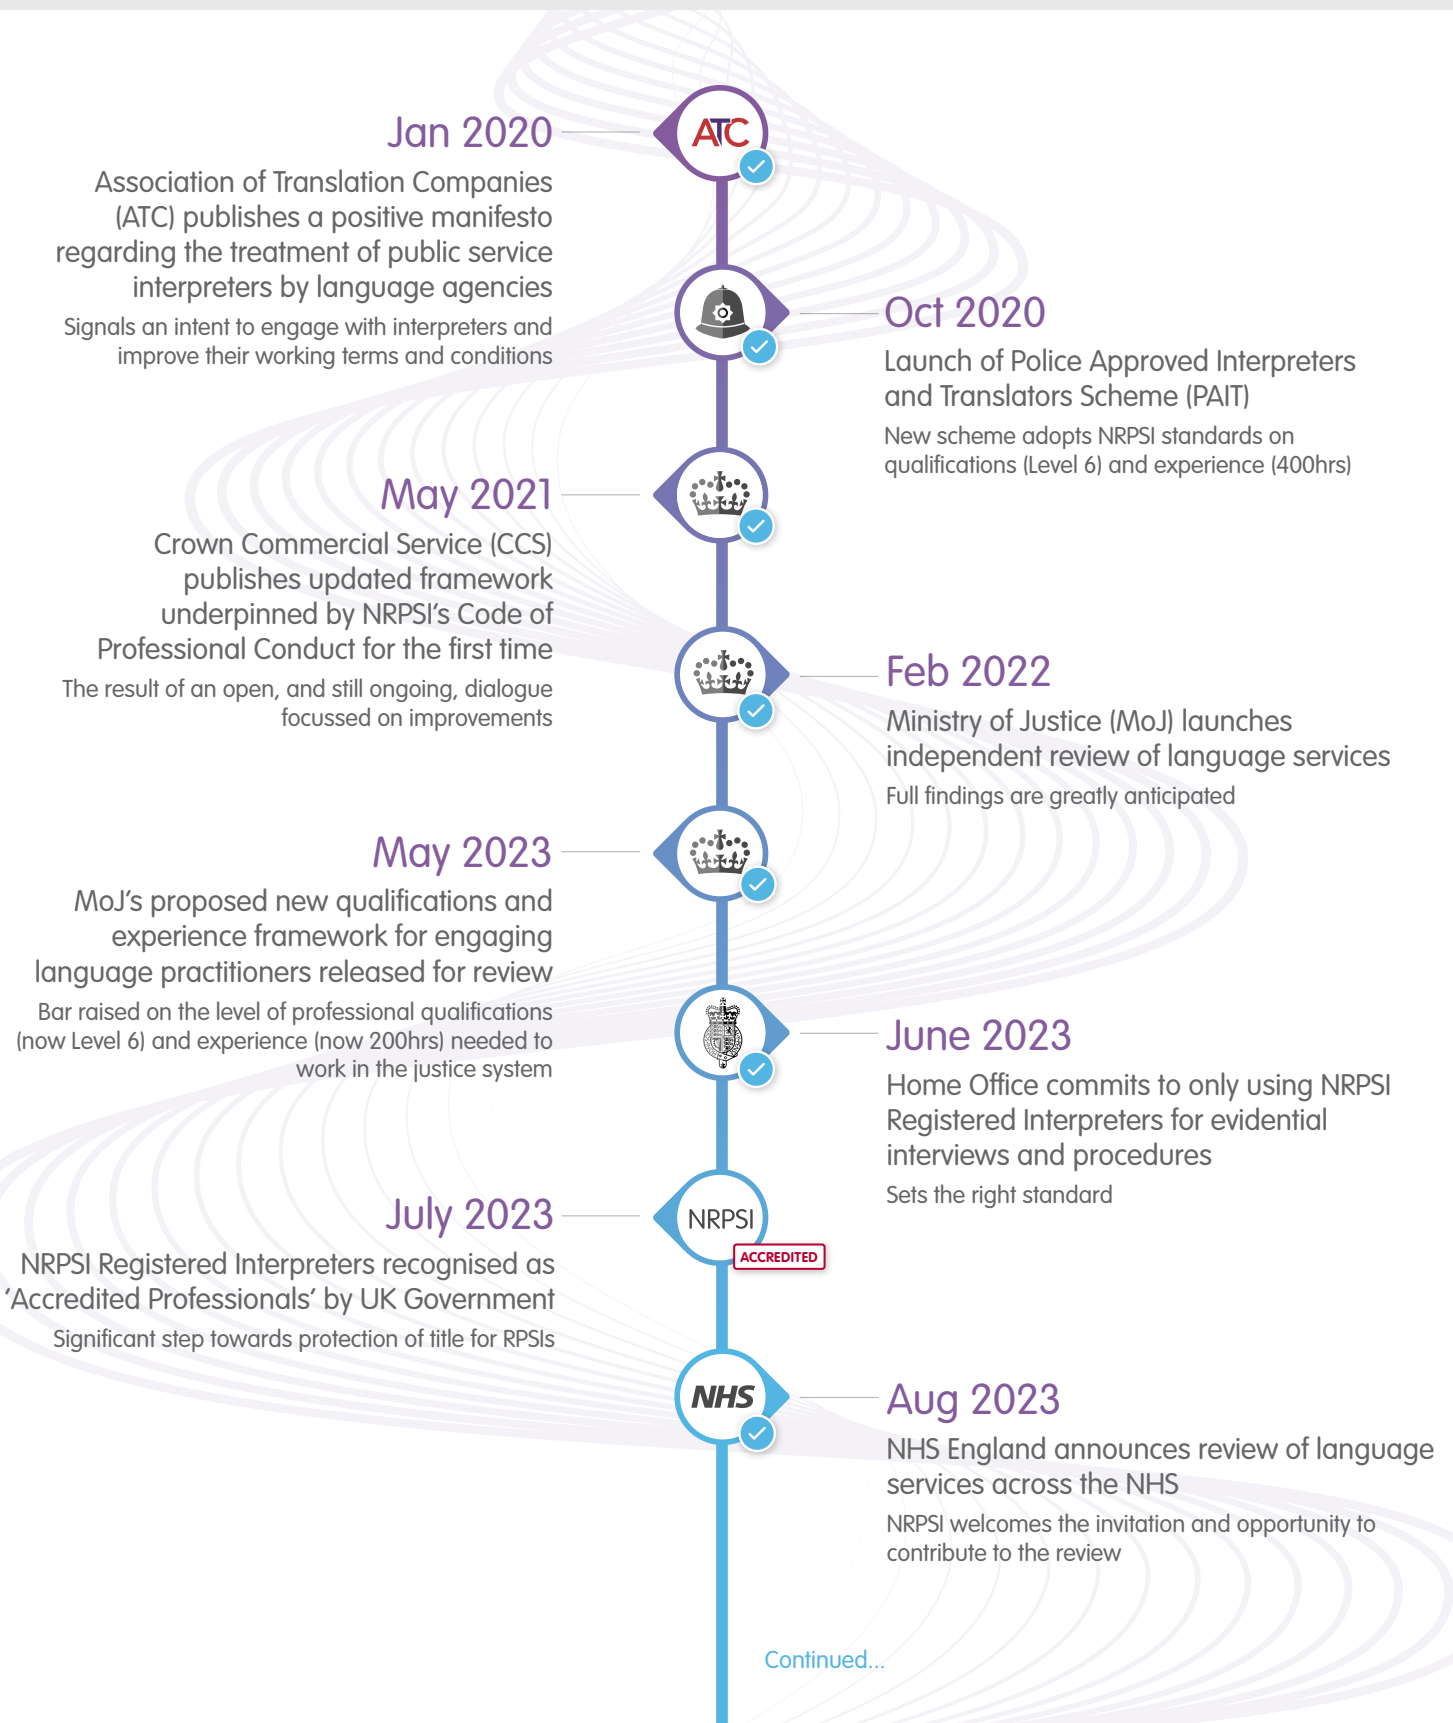 Jan 2020
Association of Translation Companies
(ATC) publishes a positive manifesto
regarding the treatment of public service
interpreters by language agencies
Signals an intent to engage with interpreters and
improve their working terms and conditions
ATC
Oct 2020
Launch of Police Approved Interpreters
and Translators Scheme (PAIT)
New scheme adopts NRPSI standards on
qualifications (Level 6) and experience (400hrs)
May 2021
Crown Commercial Service (CCS)
publishes updated framework
underpinned by NRPSI’s Code of
Professional Conduct for the first time
The result of an open, and still ongoing, dialogue
focussed on improvements
Feb 2022
Ministry of Justice (MoJ) launches
independent review of language services
Full findings are greatly anticipated
May 2023
MoJ’s proposed new qualifications and
experience framework for engaging
language practitioners released for review
Bar raised on the level of professional qualifications
(now Level 6) and experience (now 200hrs) needed to
work in the justice system
June 2023
Home Office commits to only using NRPSI
Registered Interpreters for evidential
interviews and procedures
Sets the right standard
July 2023
NRPSI Registered Interpreters recognised as
‘Accredited Professionals’ by UK Government
Significant step towards protection of title for RPSIs
NRPSI
ACCREDITED
NHS
Aug 2023
NHS England announces review of language
services across the NHS
NRPSI welcomes the invitation and opportunity to
contribute to the review
Continued...